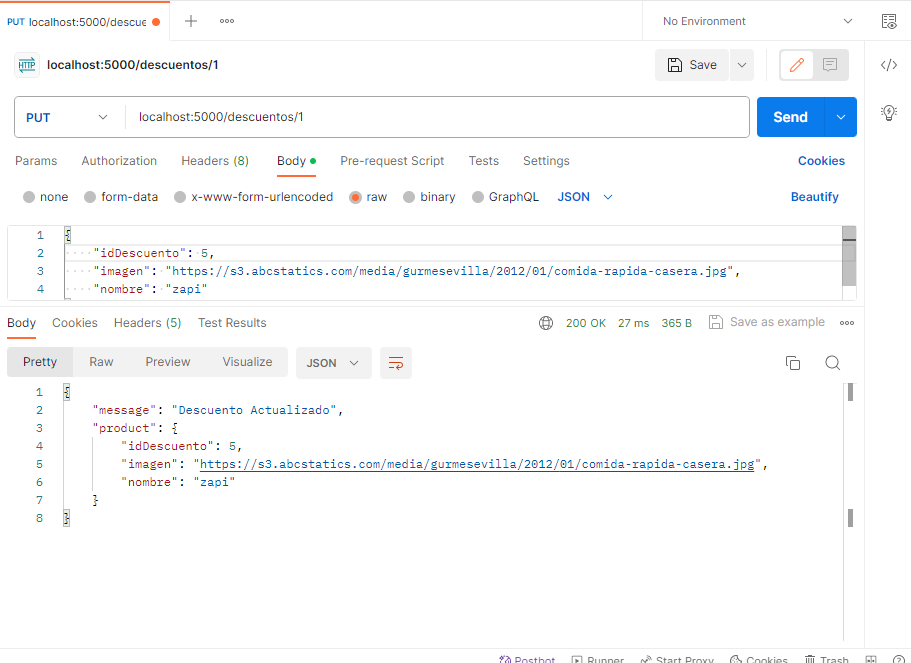 PUT localhost:5000/descue
No Environment
HTTP localhost:5000/descuentos/1
Save
PUT localhost:5000/descuentos/1 Send
Params Authorization Headers (8) Body Pre-request Script Tests Settings Cookies
none form-data x-www-form-urlencoded raw binary GraphQL JSON Beautify
1 {
2 "idDescuento": 5,
3 "imagen": "https://s3.abcstatics.com/media/gurmesevilla/2012/01/comida-rapida-casera.jpg",
4 "nombre": "zapi"
Body Cookies Headers (5) Test Results 200 OK 27 ms 365 B Save as example
Pretty Raw Preview Visualize JSON
1 {
2 "message": "Descuento Actualizado",
3 "product": {
4 "idDescuento": 5,
5 "imagen": "https://s3.abcstatics.com/media/gurmesevilla/2012/01/comida-rapida-casera.jpg",
6 "nombre": "zapi"
7 }
8 }
Postbot Runner Start Proxy Cookies Trash